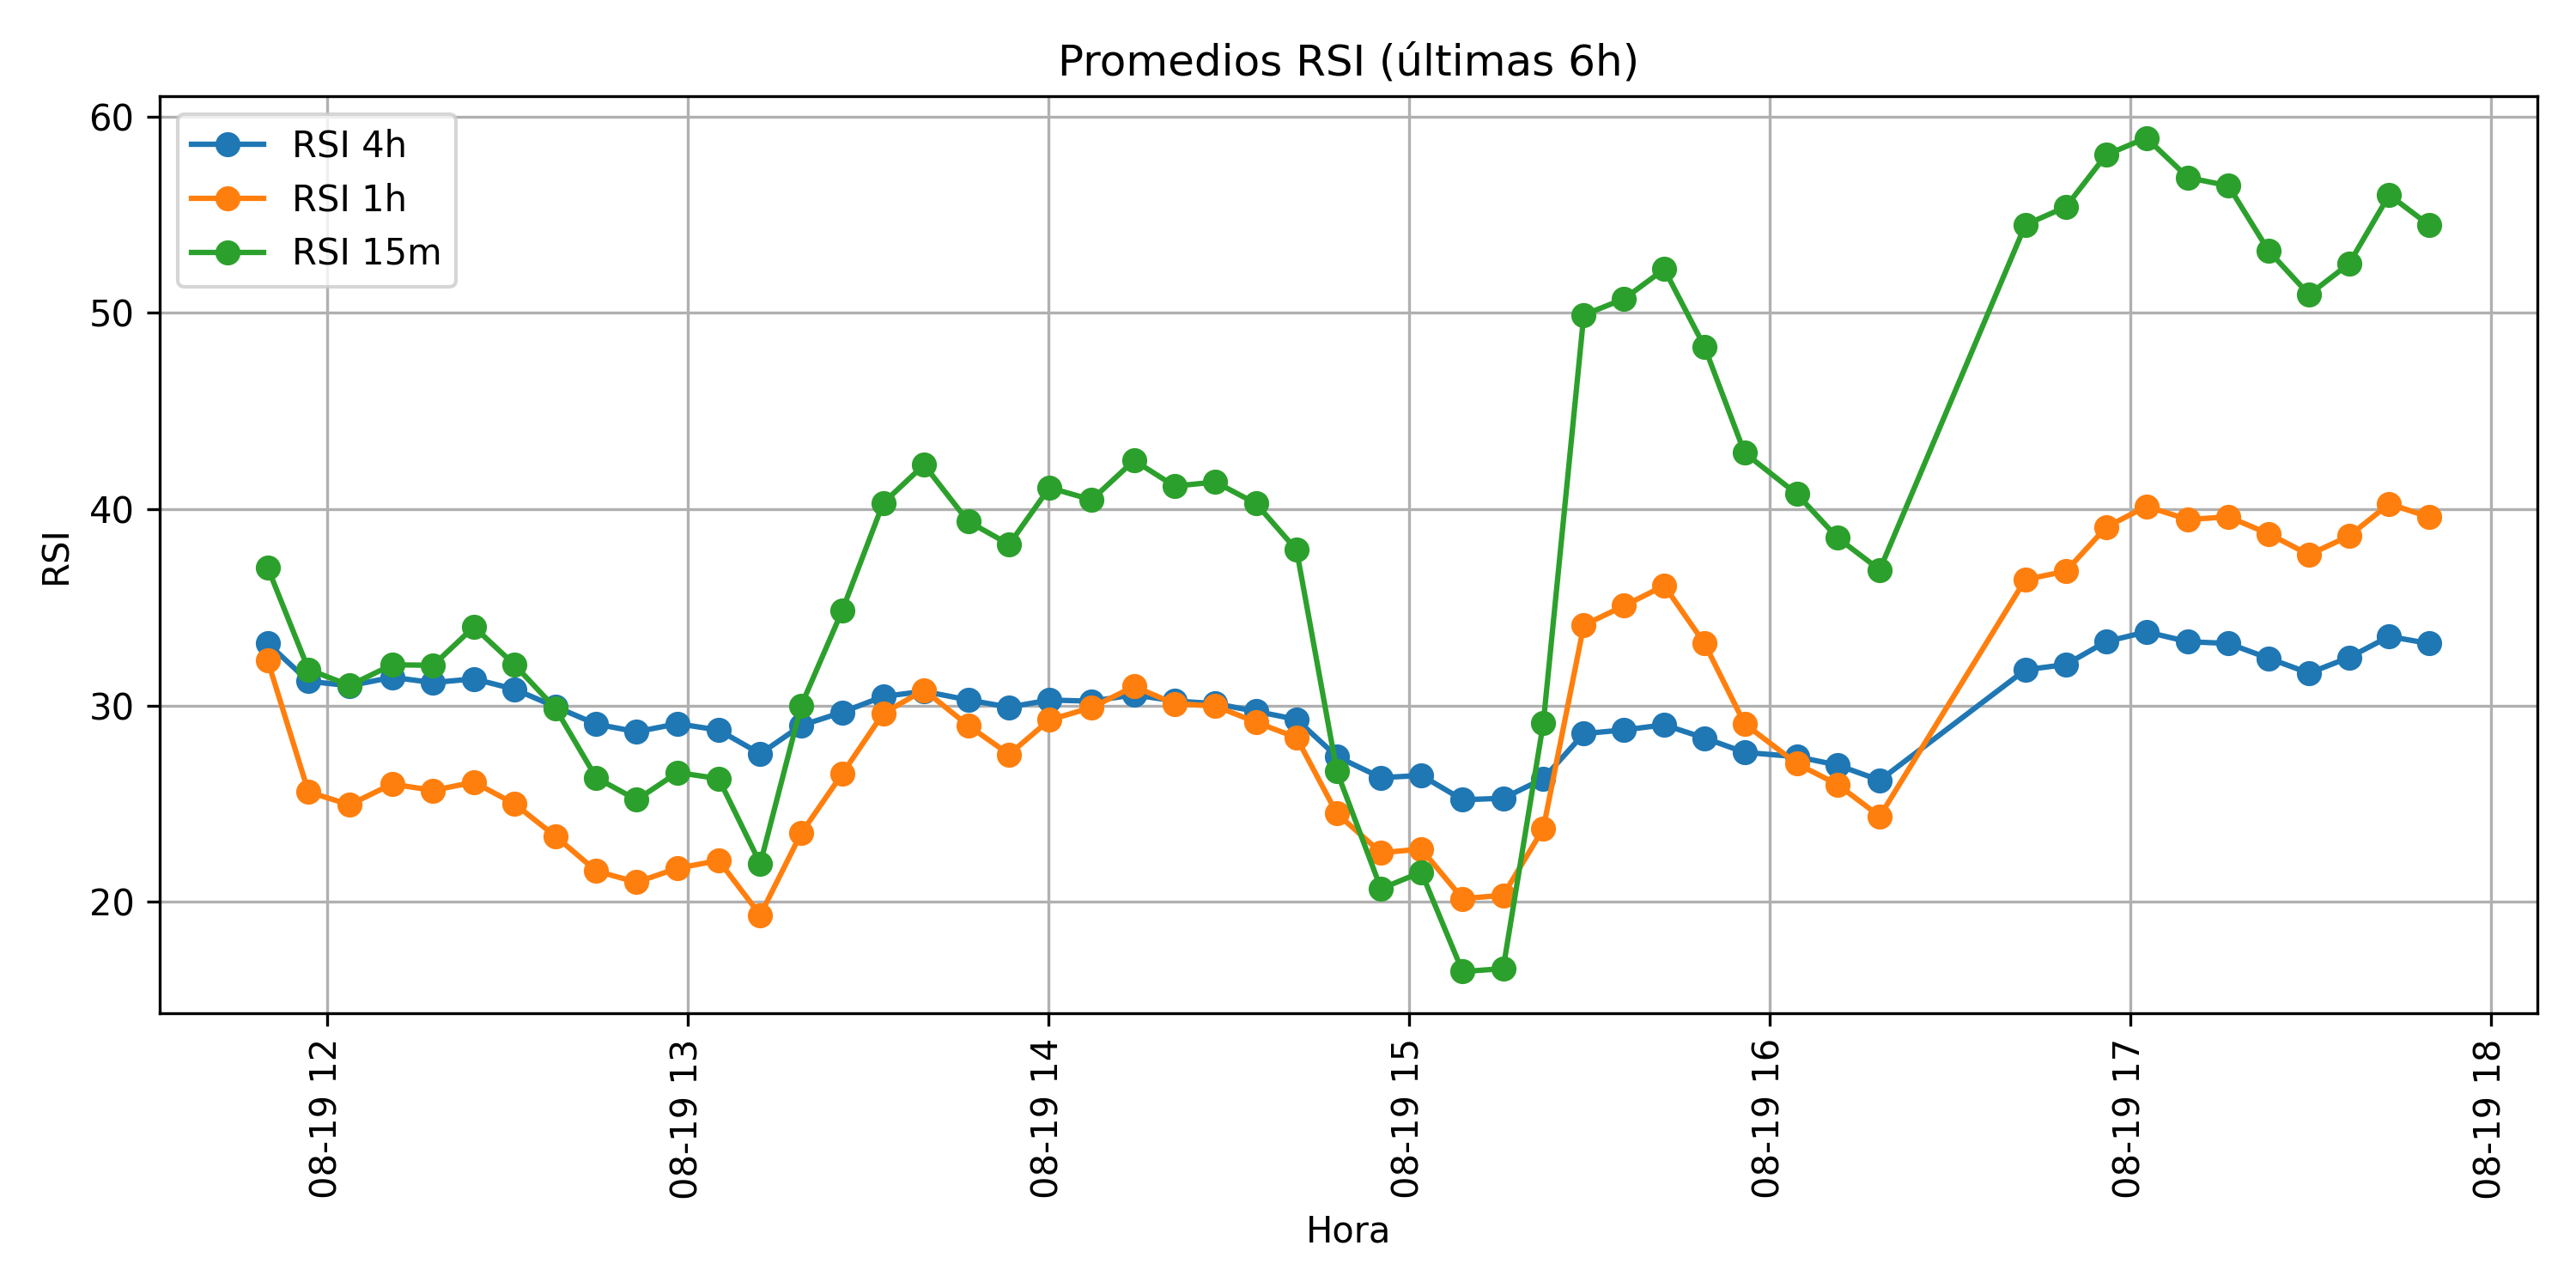 Promedios RSI (últimas 6h)
RSI 4h
RSI 1h
RSI 15m
60
50
40
30
20
RSI
08-19 12
08-19 13
08-19 14
08-19 15
08-19 16
08-19 17
08-19 18
Hora